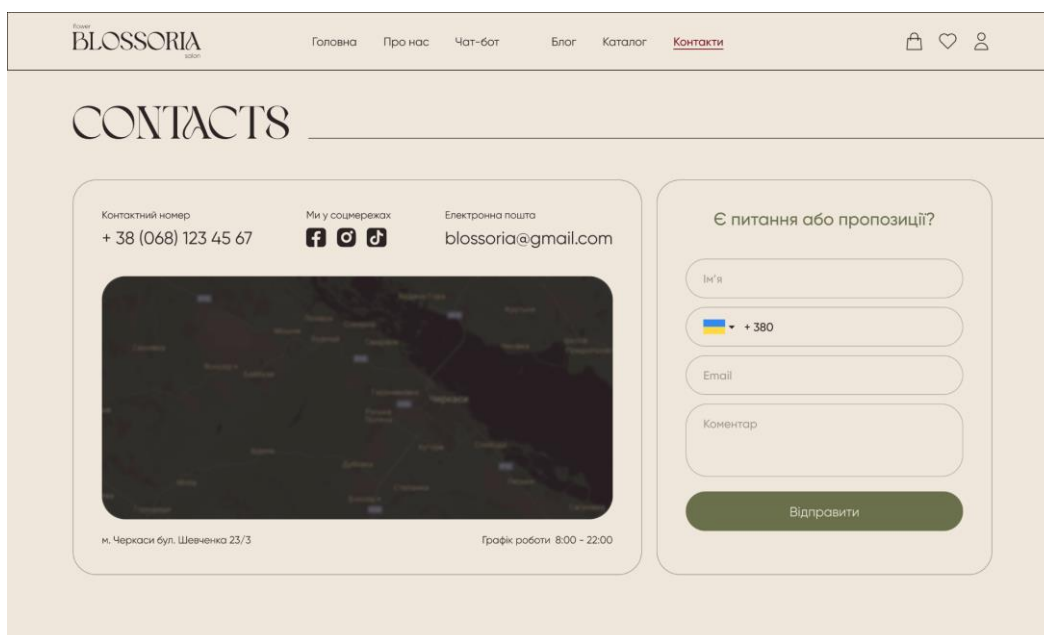 flower
BLOSSORIA
salon
Головна Про нас Чат-бот Блог Каталог Контакти
CONTACTS
Контактний номер
+ 38 (068) 123 45 67
Ми у соцмережах
Електронна пошта
blossoria@gmail.com
Черкаси
м. Черкаси бул. Шевченка 23/3
Графік роботи 8:00 - 22:00
Є питання або пропозиції?
Ім'я
+ 380
Email
Коментар
Відправити